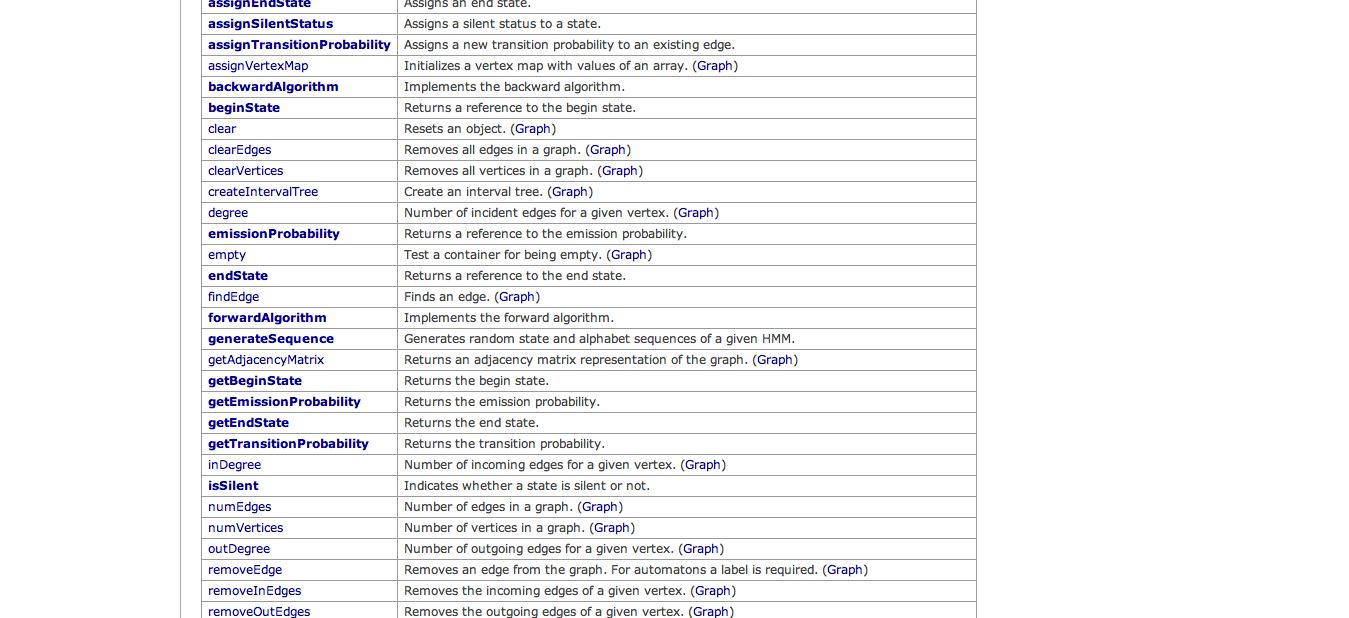 assignEndState Assigns an end state.
assignSilentStatus Assigns a silent status to a state.
assignTransitionProbability Assigns a new transition probability to an existing edge.
assignVertexMap Initializes a vertex map with values of an array. (Graph)
backwardAlgorithm Implements the backward algorithm.
beginState Returns a reference to the begin state.
clear Resets an object. (Graph)
clearEdges Removes all edges in a graph. (Graph)
clearVertices Removes all vertices in a graph. (Graph)
createIntervalTree Create an interval tree. (Graph)
degree Number of incident edges for a given vertex. (Graph)
emissionProbability Returns a reference to the emission probability.
empty Test a container for being empty. (Graph)
endState Returns a reference to the end state.
findEdge Finds an edge. (Graph)
forwardAlgorithm Implements the forward algorithm.
generateSequence Generates random state and alphabet sequences of a given HMM.
getAdjacencyMatrix Returns an adjacency matrix representation of the graph. (Graph)
getBeginState Returns the begin state.
getEmissionProbability Returns the emission probability.
getEndState Returns the end state.
getTransitionProbability Returns the transition probability.
inDegree Number of incoming edges for a given vertex. (Graph)
isSilent Indicates whether a state is silent or not.
numEdges Number of edges in a graph. (Graph)
numVertices Number of vertices in a graph. (Graph)
outDegree Number of outgoing edges for a given vertex. (Graph)
removeEdge Removes an edge from the graph. For automatons a label is required. (Graph)
removeInEdges Removes the incoming edges of a given vertex. (Graph)
removeOutEdges Removes the outgoing edges of a given vertex. (Graph)